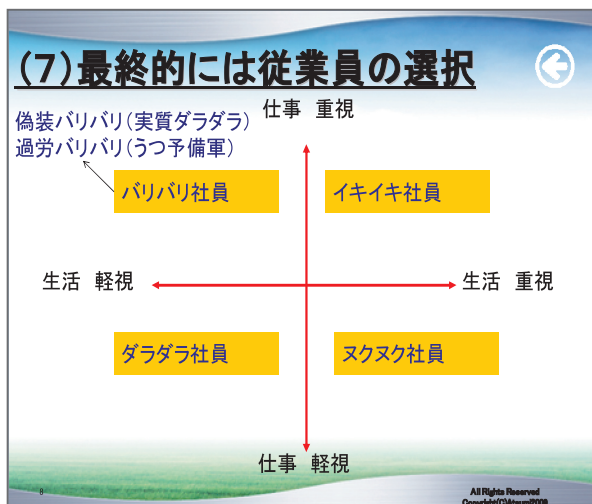 (7)最終的には従業員の選択
仕事 重視
偽装バリバリ(実質ダラダラ)
過労バリバリ(うつ予備軍)
バリバリ社員
イキイキ社員
生活 軽視
生活 重視
ダラダラ社員
ヌクヌク社員
仕事 軽視
8
All Rights Reserved
Copyright(C)Atsumi2008